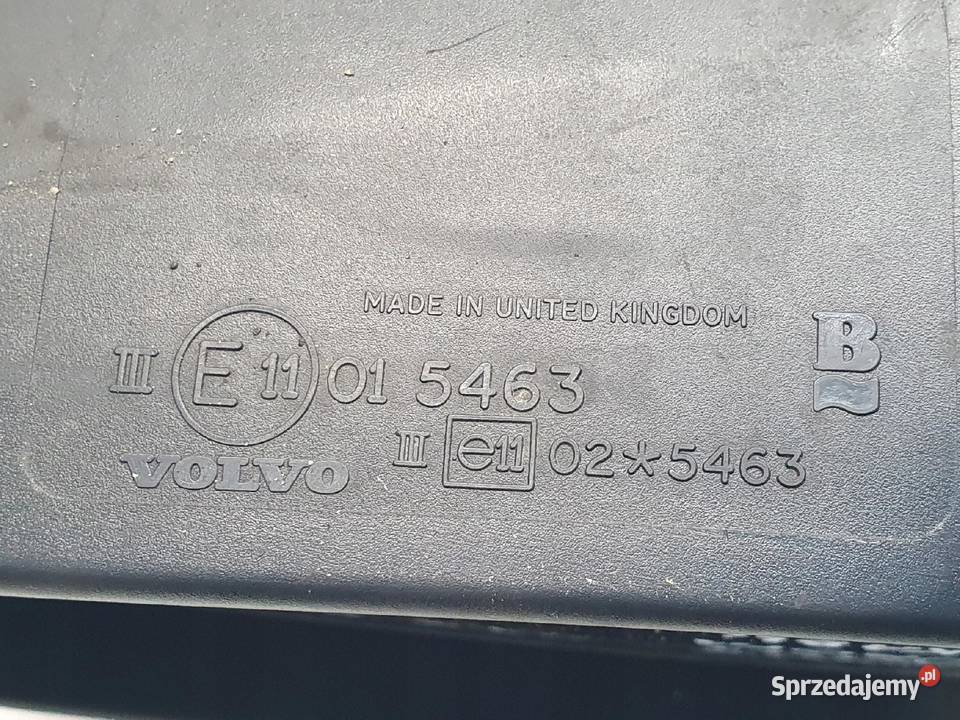 MADE IN UNITED KINGDOM
B
III E 11 01 5463
III e11 02*5463
VOLVO
Sprzedajemy.pl